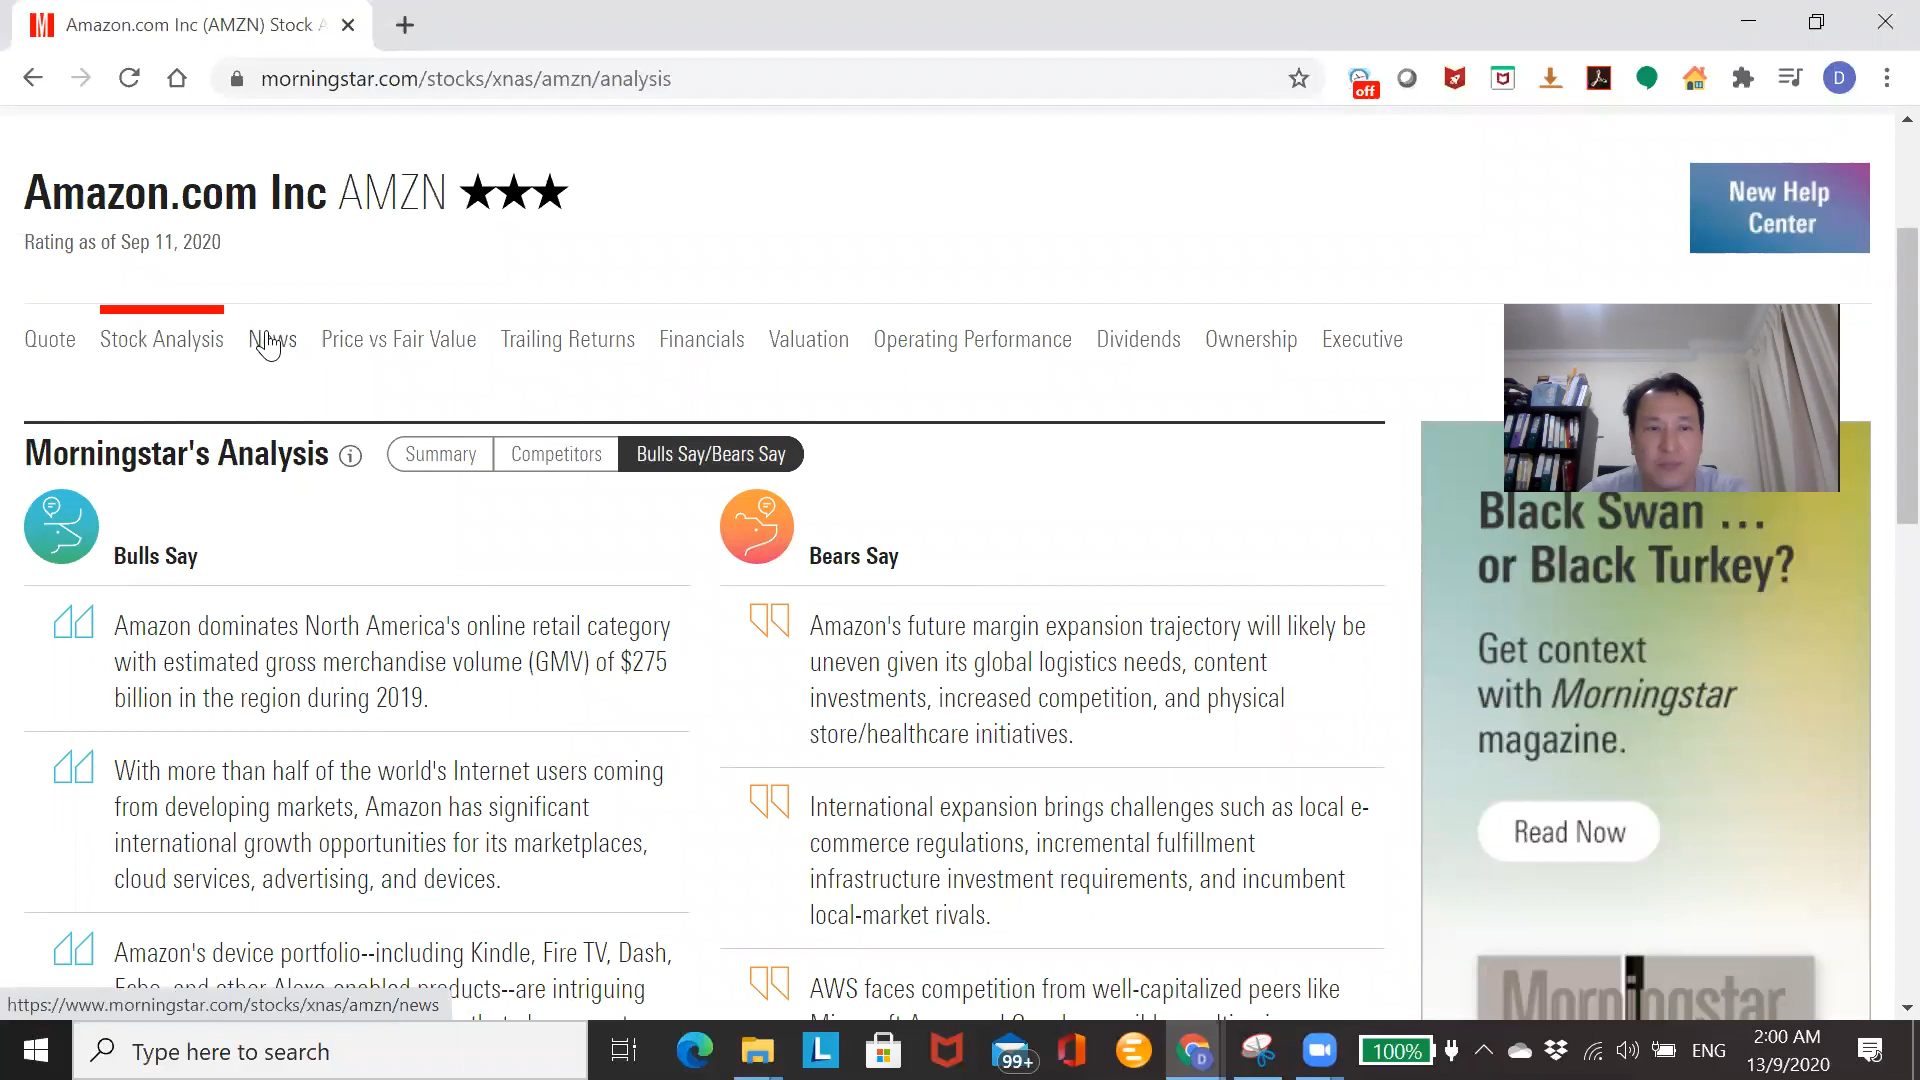 Amazon.com Inc (AMZN) Stock A
morningstar.com/stocks/xnas/amzn/analysis
off
D
Amazon.com Inc AMZN ★★★
Rating as of Sep 11, 2020
New Help
Center
Quote Stock Analysis News Price vs Fair Value Trailing Returns Financials Valuation Operating Performance Dividends Ownership Executive
Morningstar's Analysis
Summary Competitors Bulls Say/Bears Say
Bulls Say
Amazon dominates North America's online retail category
with estimated gross merchandise volume (GMV) of $275
billion in the region during 2019.
With more than half of the world's Internet users coming
from developing markets, Amazon has significant
international growth opportunities for its marketplaces,
cloud services, advertising, and devices.
Amazon's device portfolio--including Kindle, Fire TV, Dash,
Echo, and other Alexa-enabled products--are intriguing
Bears Say
Amazon's future margin expansion trajectory will likely be
uneven given its global logistics needs, content
investments, increased competition, and physical
store/healthcare initiatives.
International expansion brings challenges such as local e-
commerce regulations, incremental fulfillment
infrastructure investment requirements, and incumbent
local-market rivals.
AWS faces competition from well-capitalized peers like
Black Swan ...
or Black Turkey?
Get context
with Morningstar
magazine.
Read Now
Morningstar
https://www.morningstar.com/stocks/xnas/amzn/news
Type here to search
L
99+
D
100%
ENG
2:00 AM
13/9/2020